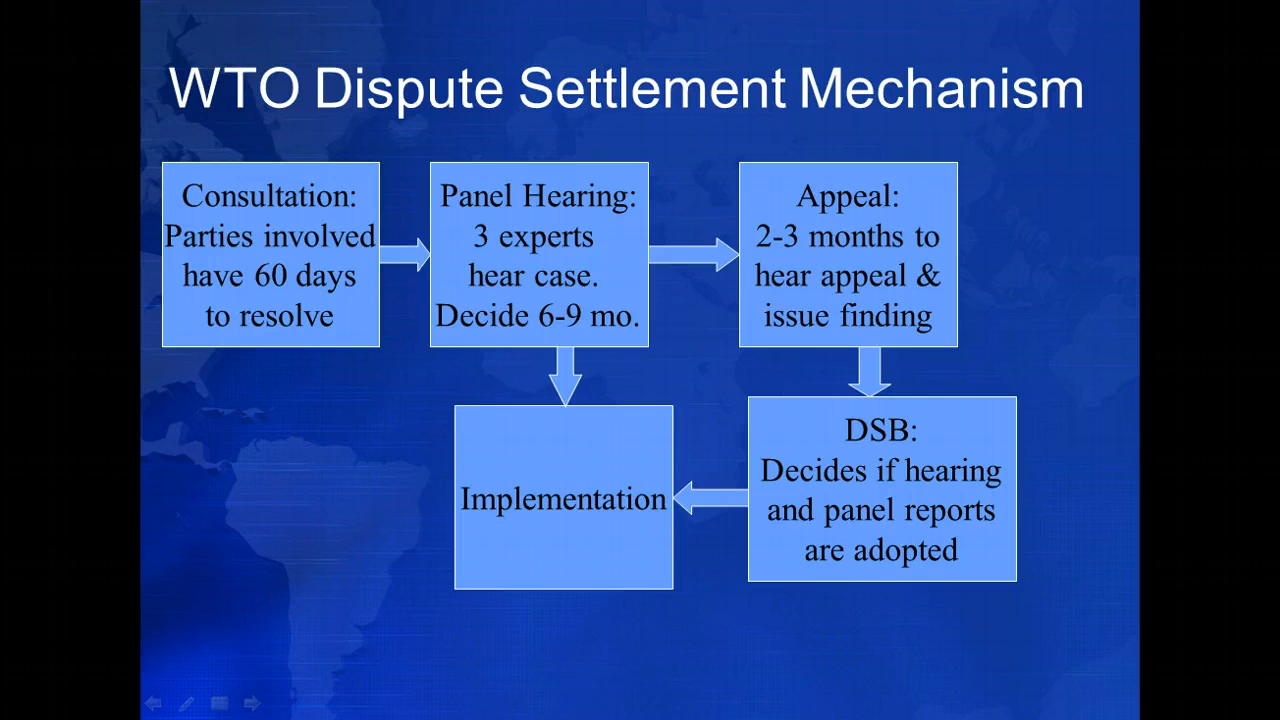 WTO Dispute Settlement Mechanism
Consultation:
Parties involved
have 60 days
to resolve
Panel Hearing:
3 experts
hear case.
Decide 6-9 mo.
Appeal:
2-3 months to
hear appeal &
issue finding
Implementation
DSB:
Decides if hearing
and panel reports
are adopted